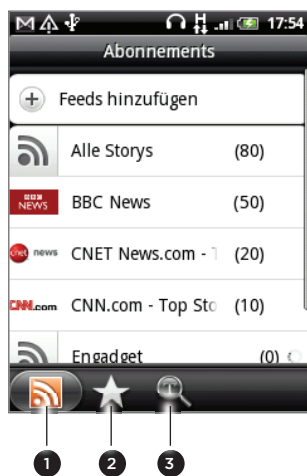 17:54
Abonnements
Feeds hinzufügen
Alle Storys (80)
BBC NEWS BBC News (50)
cnet news CNET News.com - T (20)
CNN.com CNN.com - Top Sto (10)
Engadget (0)
1 2 3